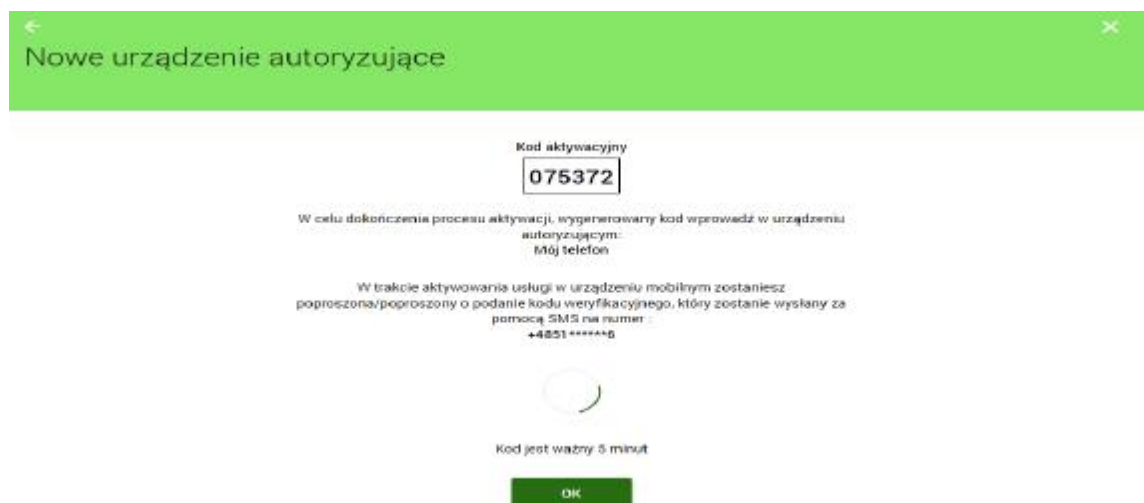 Nowe urządzenie autoryzujące
Kod aktywacyjny
075372
W celu dokończenia procesu aktywacji, wygenerowany kod wprowadź w urządzeniu
autoryzującym:
Mój telefon
W trakcie aktywowania usługi w urządzeniu mobilnym zostaniesz
poproszona/poproszony o podanie kodu weryfikacyjnego, który zostanie wysłany za
pomocą SMS na numer :
+4851******6
Kod jest ważny 5 minut
OK